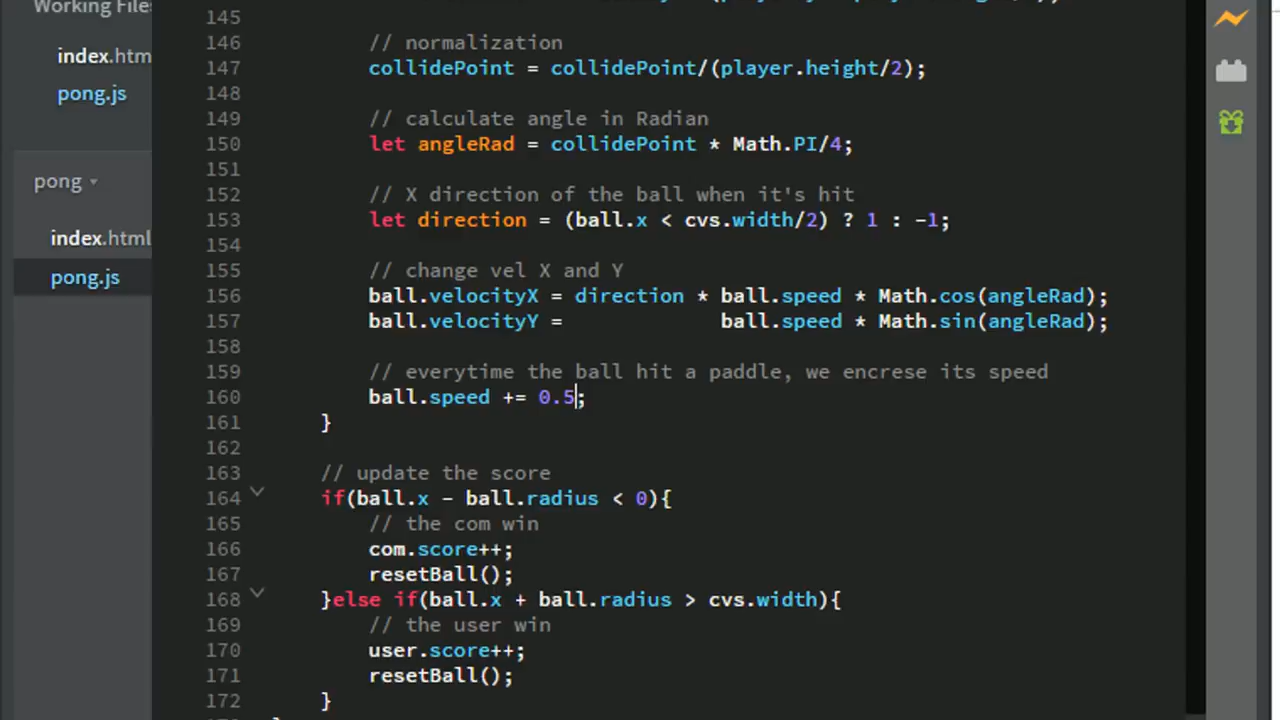 Working Files
index.htm
pong.js
pong
index.html
pong.js
145
146 // normalization
147 collidePoint = collidePoint/(player.height/2);
148
149 // calculate angle in Radian
150 let angleRad = collidePoint * Math.PI/4;
151
152 // X direction of the ball when it's hit
153 let direction = (ball.x < cvs.width/2) ? 1 : -1;
154
155 // change vel X and Y
156 ball.velocityX = direction * ball.speed * Math.cos(angleRad);
157 ball.velocityY = ball.speed * Math.sin(angleRad);
158
159 // everytime the ball hit a paddle, we encrese its speed
160 ball.speed += 0.5;
161 }
162
163 // update the score
164 if(ball.x - ball.radius < 0){
165 // the com win
166 com.score++;
167 resetBall();
168 }else if(ball.x + ball.radius > cvs.width){
169 // the user win
170 user.score++;
171 resetBall();
172 }